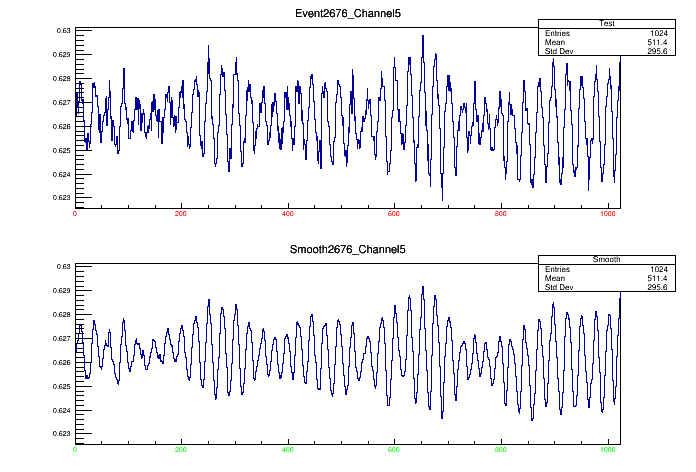 Event2676_Channel5
Test
Entries 1024
Mean 511.4
Std Dev 295.6
0.63
0.629
0.628
0.627
0.626
0.625
0.624
0.623
0 200 400 600 800 1000
Smooth2676_Channel5
Smooth
Entries 1024
Mean 511.4
Std Dev 295.6
0.63
0.629
0.628
0.627
0.626
0.625
0.624
0.623
0 200 400 600 800 1000